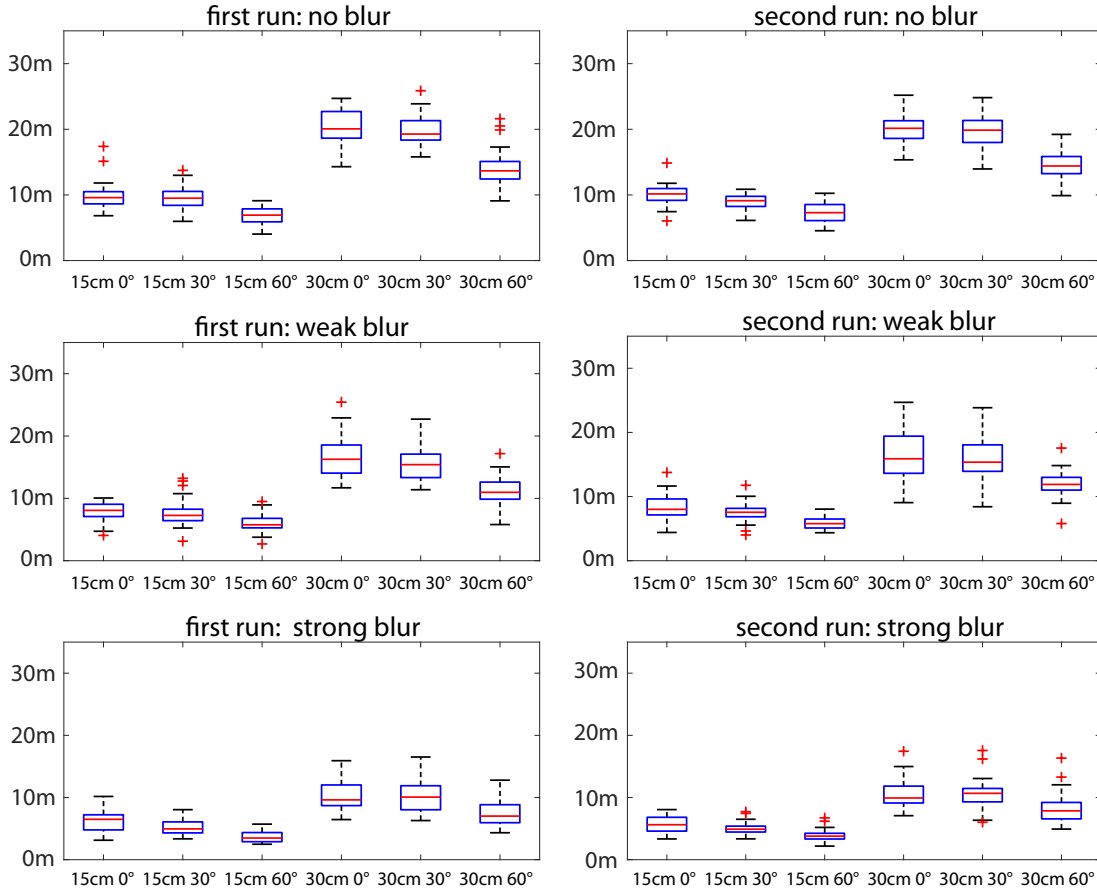 first run: no blur
30m
20m
10m
0m
15cm 0° 15cm 30° 15cm 60° 30cm 0° 30cm 30° 30cm 60°
second run: no blur
30m
20m
10m
0m
15cm 0° 15cm 30° 15cm 60° 30cm 0° 30cm 30° 30cm 60°
first run: weak blur
30m
20m
10m
0m
15cm 0° 15cm 30° 15cm 60° 30cm 0° 30cm 30° 30cm 60°
second run: weak blur
30m
20m
10m
0m
15cm 0° 15cm 30° 15cm 60° 30cm 0° 30cm 30° 30cm 60°
first run: strong blur
30m
20m
10m
0m
15cm 0° 15cm 30° 15cm 60° 30cm 0° 30cm 30° 30cm 60°
second run: strong blur
30m
20m
10m
0m
15cm 0° 15cm 30° 15cm 60° 30cm 0° 30cm 30° 30cm 60°